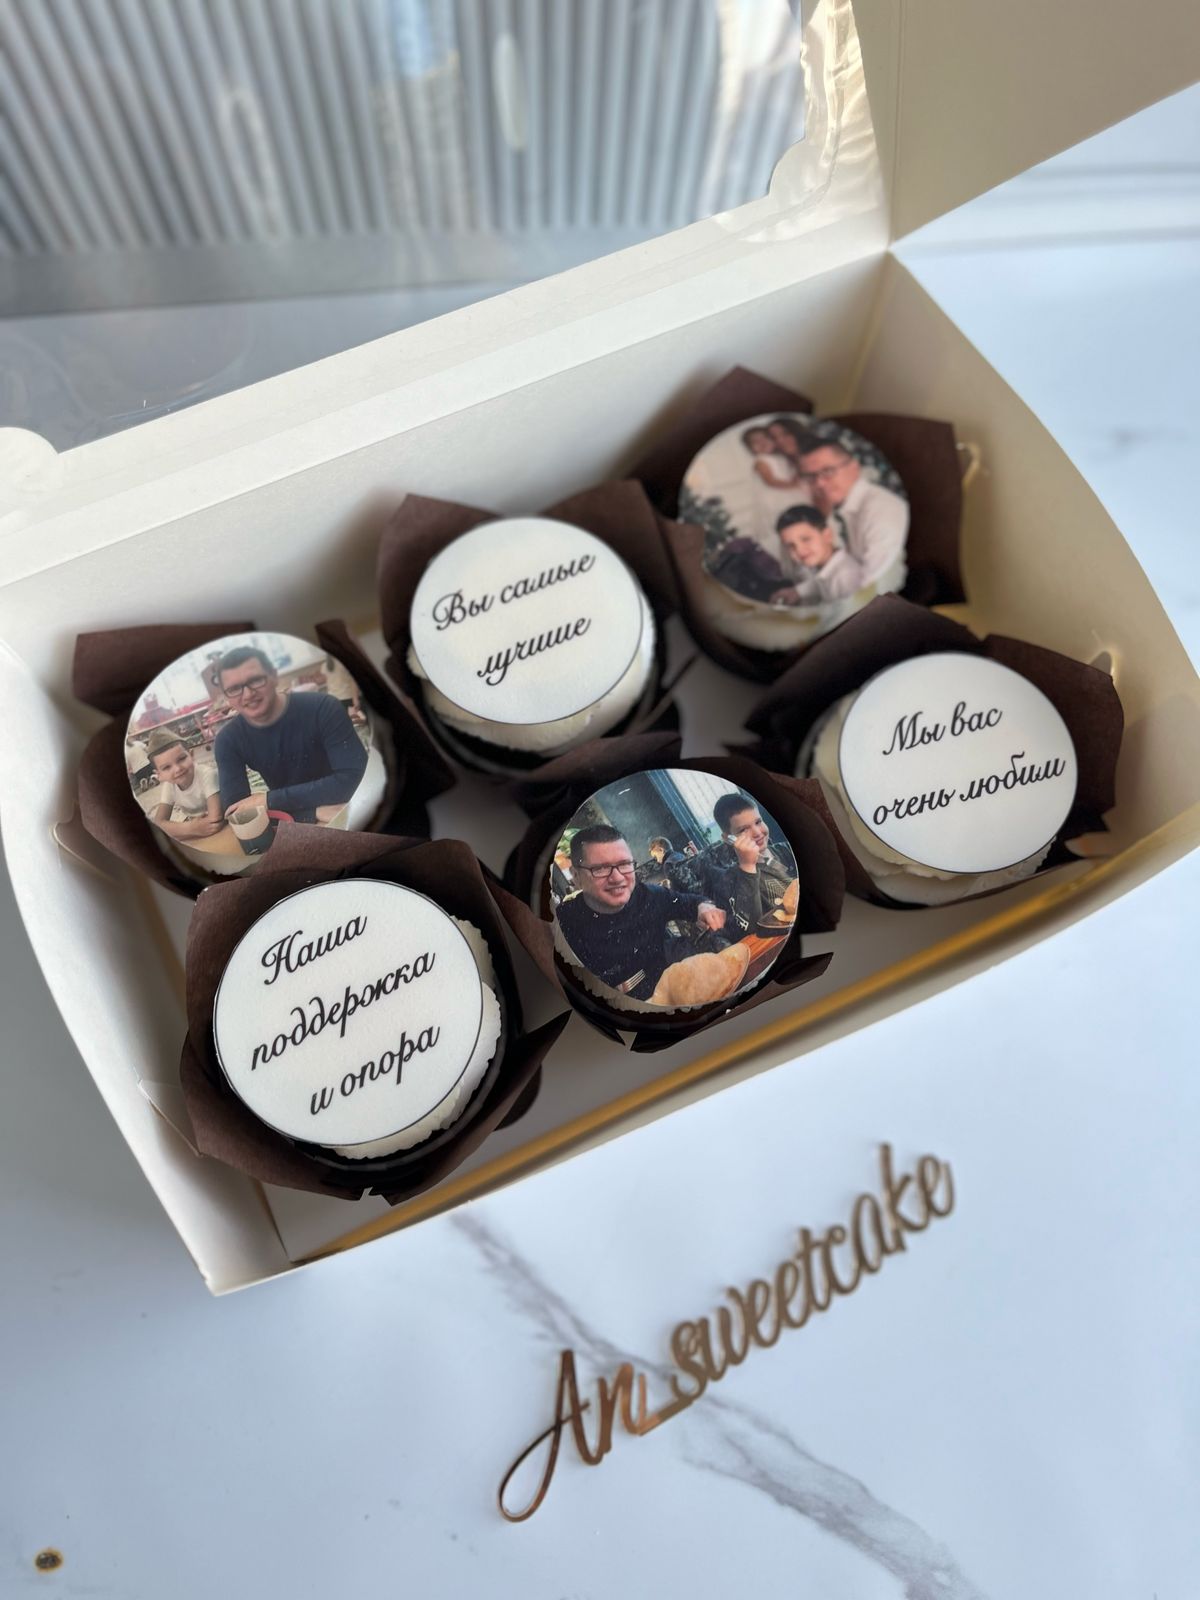 Вы самые
лучшие
Мы вас
очень любим
Наша
поддержка
и опора
An_sweetcake